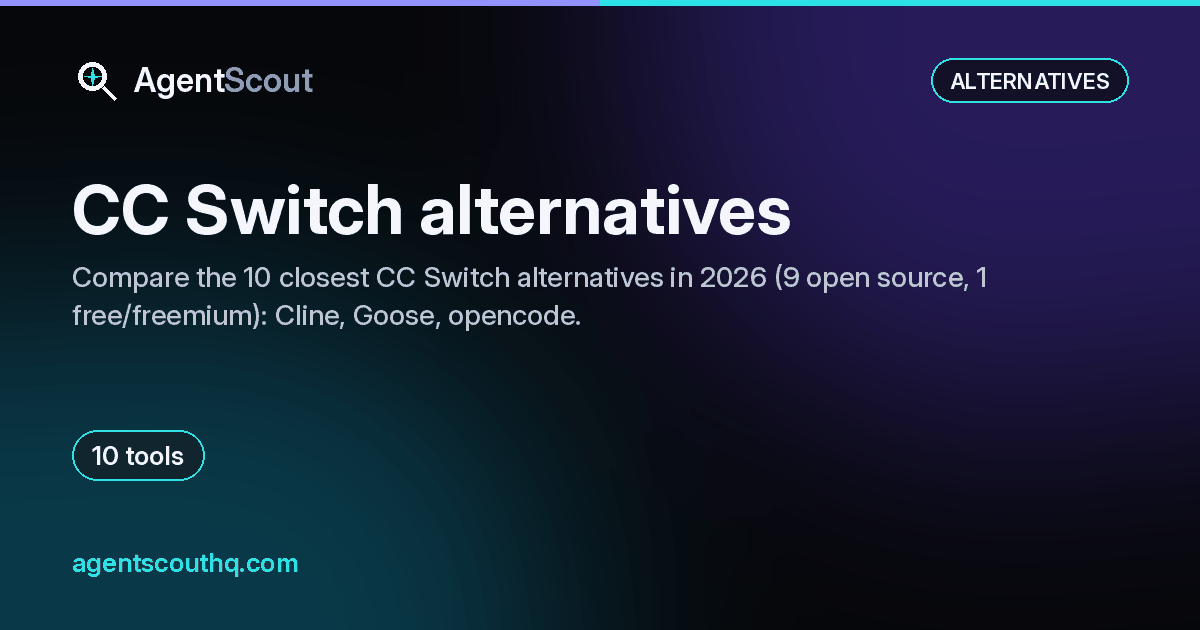 AgentScout
ALTERNATIVES
CC Switch alternatives
Compare the 10 closest CC Switch alternatives in 2026 (9 open source, 1
free/freemium): Cline, Goose, opencode.
10 tools
agentscouthq.com